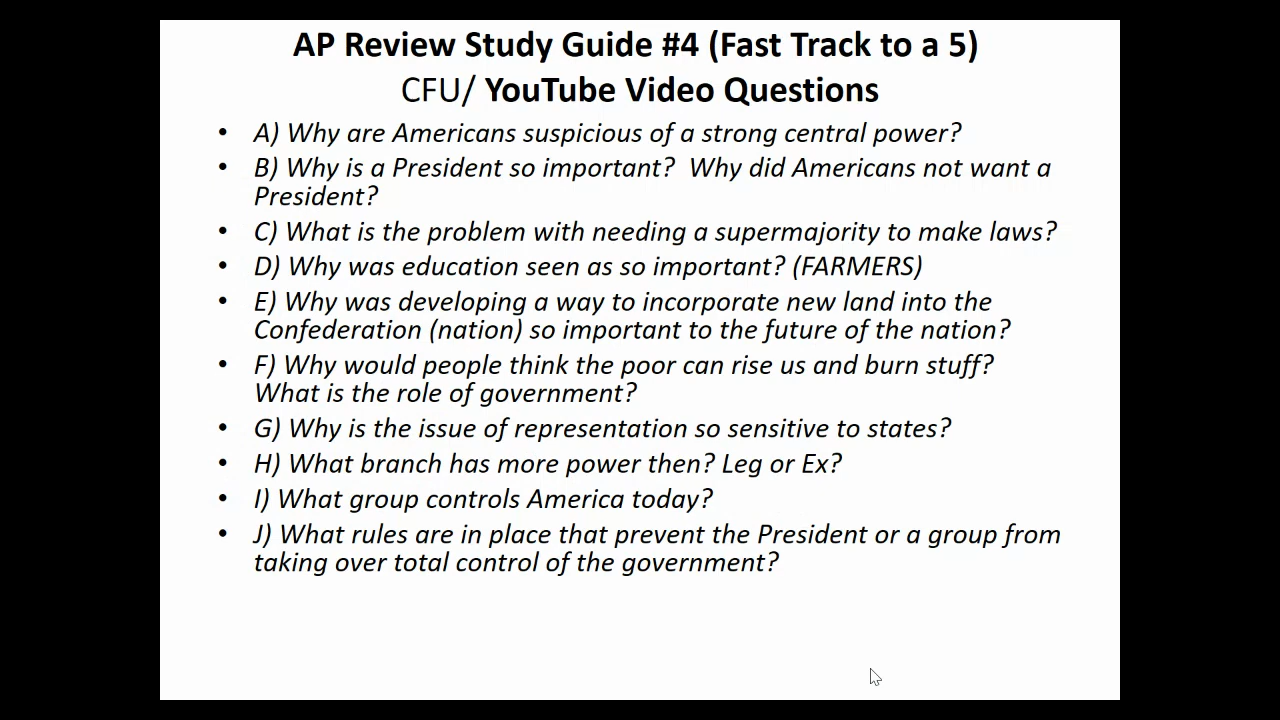 AP Review Study Guide #4 (Fast Track to a 5)
CFU/ YouTube Video Questions
• A) Why are Americans suspicious of a strong central power?
• B) Why is a President so important?  Why did Americans not want a
President?
• C) What is the problem with needing a supermajority to make laws?
• D) Why was education seen as so important? (FARMERS)
• E) Why was developing a way to incorporate new land into the
Confederation (nation) so important to the future of the nation?
• F) Why would people think the poor can rise us and burn stuff?
What is the role of government?
• G) Why is the issue of representation so sensitive to states?
• H) What branch has more power then? Leg or Ex?
• I) What group controls America today?
• J) What rules are in place that prevent the President or a group from
taking over total control of the government?